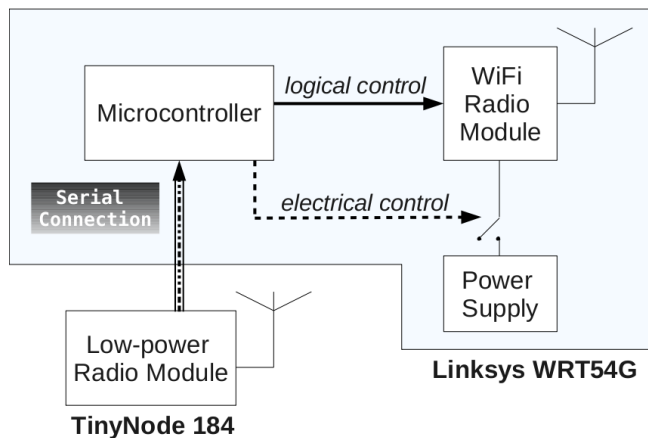 WiFi
Radio
Module
Microcontroller
logical control
Serial
Connection
electrical control
Power
Supply
Low-power
Radio Module
Linksys WRT54G
TinyNode 184